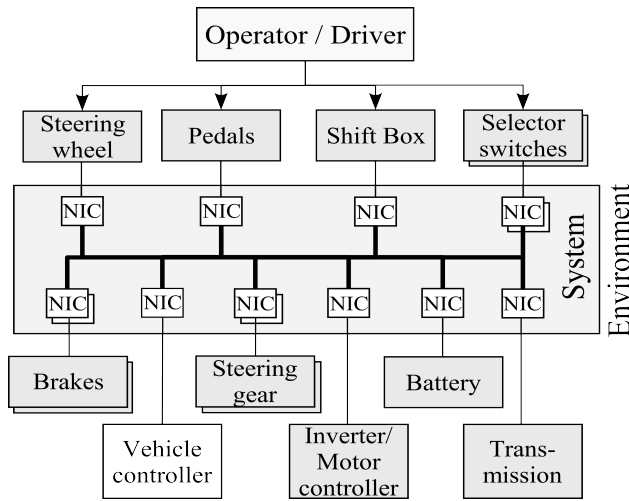 Operator / Driver
Steering
wheel
Pedals
Shift Box
Selector
switches
NIC
NIC
NIC
NIC
System
Environment
NIC
NIC
NIC
NIC
NIC
NIC
Brakes
Steering
gear
Battery
Vehicle
controller
Inverter/
Motor
controller
Trans-
mission